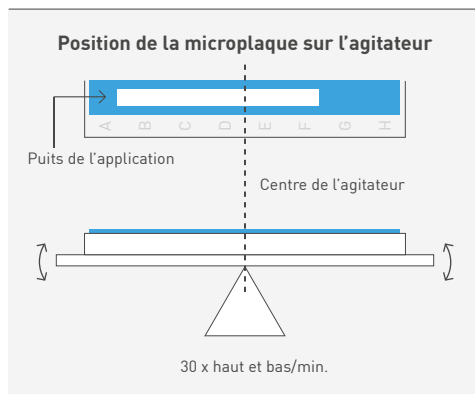 Position de la microplaque sur l’agitateur
A B C D E F G H
Puits de l’application
Centre de l’agitateur
30 x haut et bas/min.